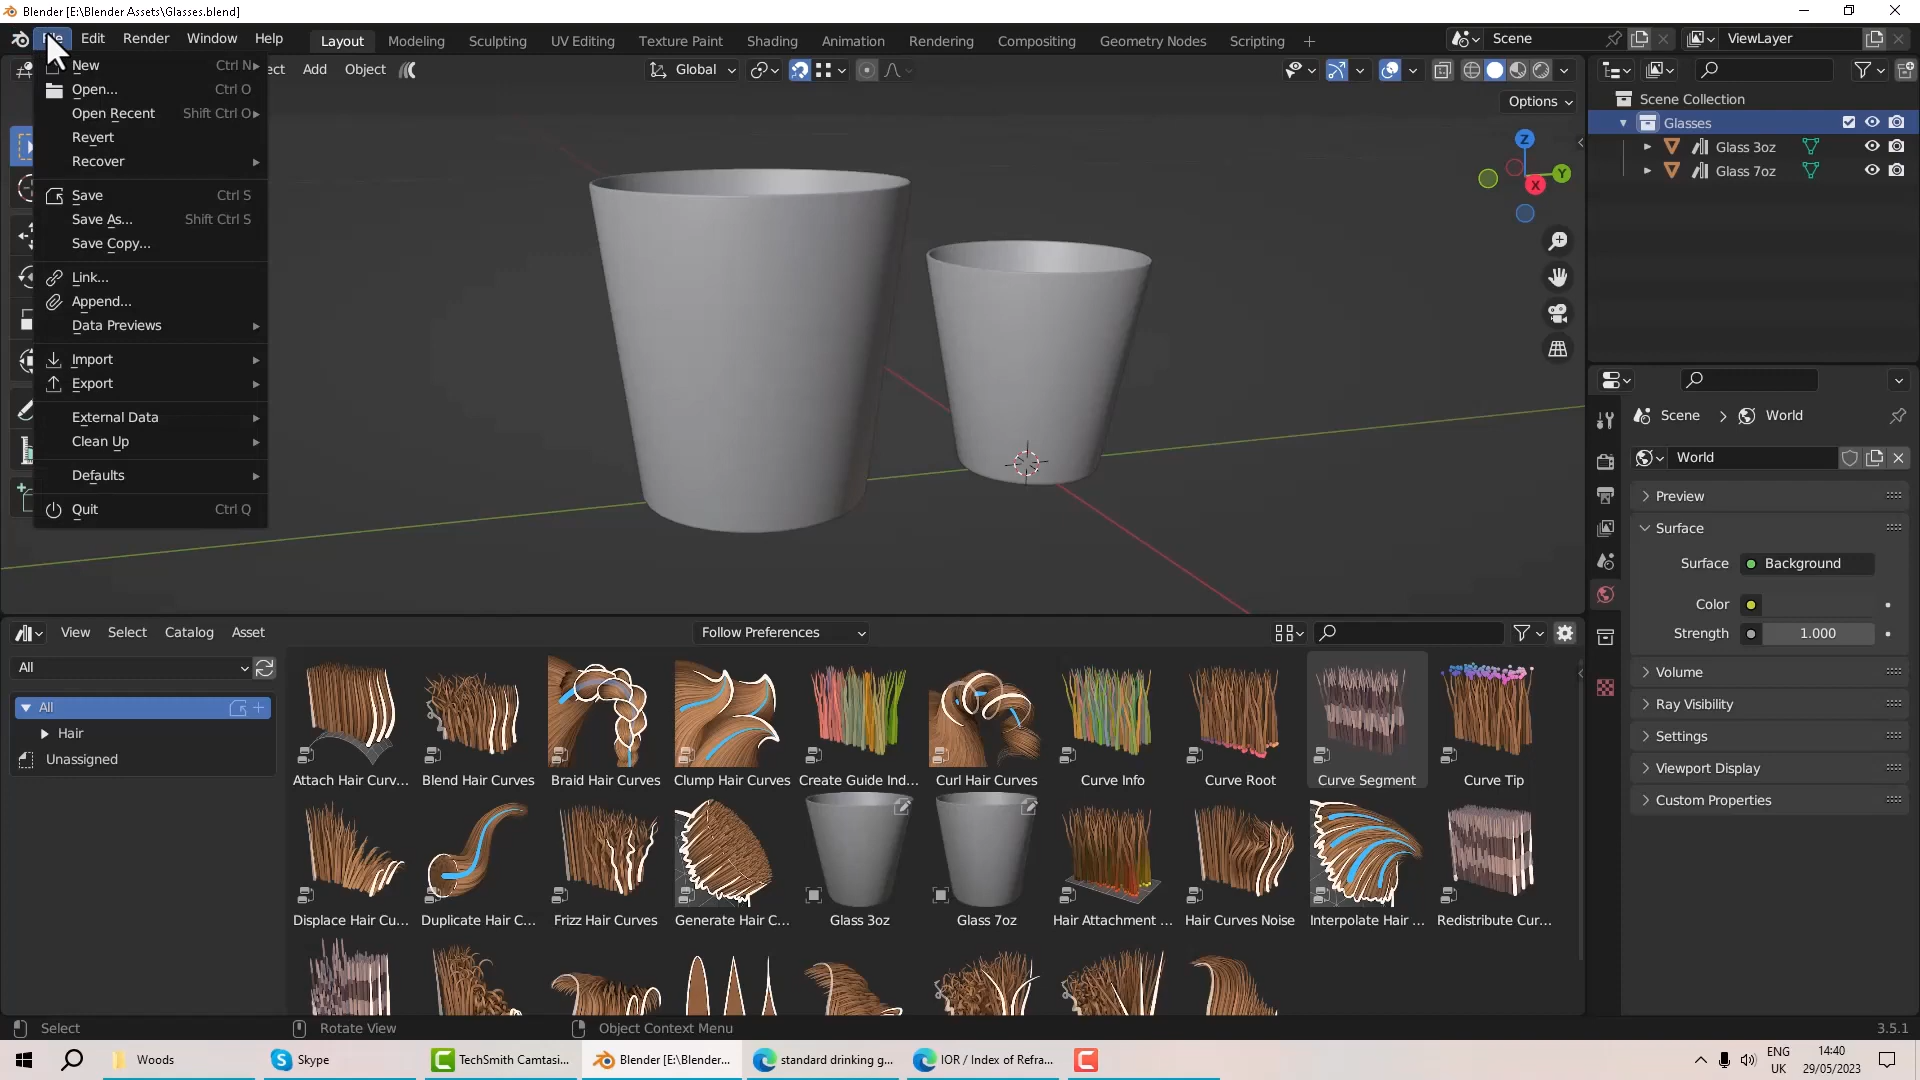 Blender [E:\Blender Assets\Glasses.blend]
Edit Render Window Help
Layout Modeling Sculpting UV Editing Texture Paint Shading Animation Rendering Compositing Geometry Nodes Scripting +
Scene
ViewLayer
New Ctrl N
Open... Ctrl O
Open Recent Shift Ctrl O
Revert
Recover
Save Ctrl S
Save As... Shift Ctrl S
Save Copy...
Link...
Append...
Data Previews
Import
Export
External Data
Clean Up
Defaults
Quit Ctrl Q
ect Add Object
Global
Options
Z
Y
X
Scene Collection
Glasses
Glass 3oz
Glass 7oz
Scene > World
World
Preview
Surface
Surface Background
Color
Strength 1.000
Volume
Ray Visibility
Settings
Viewport Display
Custom Properties
View Select Catalog Asset
Follow Preferences
All
All
Hair
Unassigned
Attach Hair Curv... Blend Hair Curves Braid Hair Curves Clump Hair Curves Create Guide Ind... Curl Hair Curves Curve Info Curve Root Curve Segment Curve Tip
Displace Hair Cu... Duplicate Hair C... Frizz Hair Curves Generate Hair C... Glass 3oz Glass 7oz Hair Attachment ... Hair Curves Noise Interpolate Hair ... Redistribute Cur...
Select Rotate View Object Context Menu
3.5.1
Woods
Skype
TechSmith Camtasi...
Blender [E:\Blender...
standard drinking g...
IOR / Index of Refra...
ENG
UK
14:40
29/05/2023